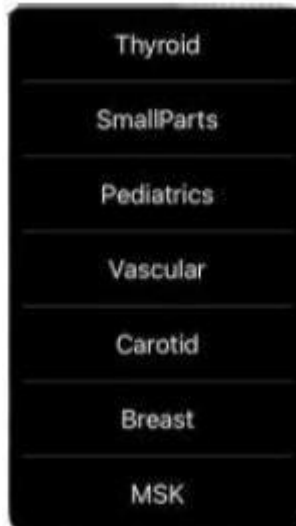 Thyroid
SmallParts
Pediatrics
Vascular
Carotid
Breast
MSK